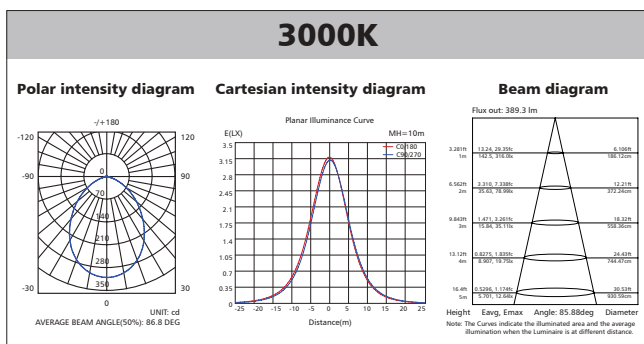 3000K
Polar intensity diagram
-/+180
-120
120
-90
90
0
70
140
210
280
350
-30
30
0
UNIT: cd
AVERAGE BEAM ANGLE(50%): 86.8 DEG
Cartesian intensity diagram
Planar Illuminance Curve
E(LX)
MH=10m
C0/180
C90/270
3.5
3.15
2.8
2.45
2.1
1.75
1.4
1.05
0.7
0.35
0
-25 -20 -15 -10 -5 0 5 10 15 20 25
Distance(m)
Beam diagram
Flux out: 389.3 lm
3.281ft 13.24, 29.35fc 6.106ft
1m 142.5, 316.0lx 186.12cm
6.562ft 3.310, 7.338fc 12.21ft
2m 35.63, 78.99lx 372.24cm
9.843ft 1.471, 3.261fc 18.32ft
3m 15.84, 35.11lx 558.36cm
13.12ft 0.8275, 1.835fc 24.43ft
4m 8.907, 19.75lx 744.47cm
16.4ft 0.5296, 1.174fc 30.53ft
5m 5.701, 12.64lx 930.59cm
Height Eavg, Emax Angle: 85.88deg Diameter
Note: The Curves indicate the illuminated area and the average
illumination when the Luminaire is at different distance.